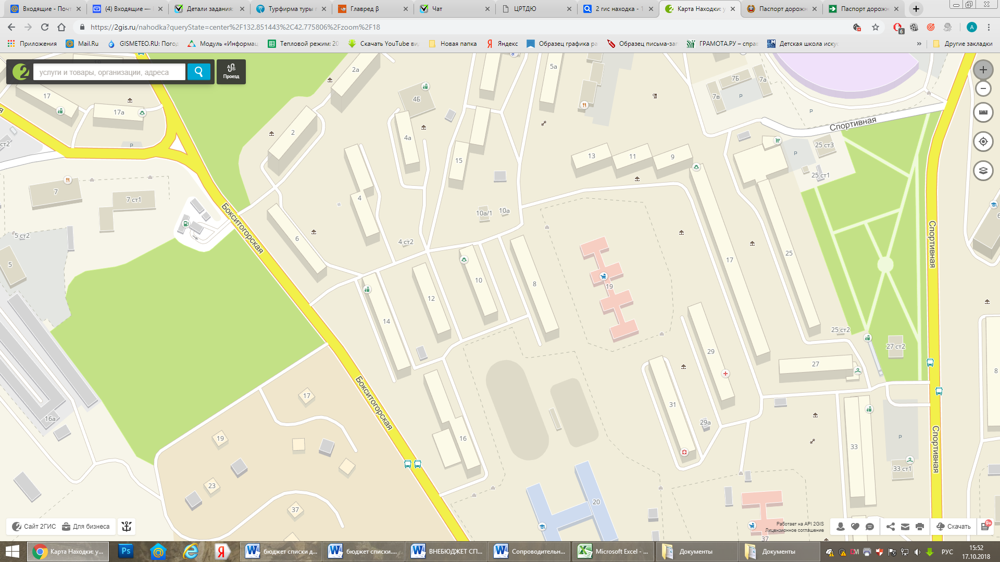 Входящие - Почт
(4) Входящие —
Детали задания:
Турфирма туры г
Главред β
Чат
ЦРТДЮ
2 гис находка - 1
Карта Находки: у
Паспорт дорожн
Паспорт дорожн
https://2gis.ru/nahodka?queryState=center%2F132.851443%2C42.775806%2Fzoom%2F18
6
А
Приложения
Mail.Ru
GISMETEO.RU: Погод
Модуль «Информац
Тепловой режим: 20
Скачать YouTube ви
Новая папка
Яндекс
Образец графика ра
Образец письма-заг
ГРАМОТА.РУ – справ
Детская школа искус
»
Другие закладки
услуги и товары, организации, адреса
Проезд
17
17а
P
2а
2
4Б
4а
15
5а
7Б
7а
7в
P
P
Спортивная
25 ст3
P
25 ст1
13
11
9
7
7 ст1
4
10а/1
10а
Бокситогорская
6
4 ст2
5 ст2
5
17
25
Спортивная
10
8
12
14
19
25 ст2
27 ст2
29
27
8
17
Бокситогорская
31
29а
16а
19
16
33
P
Спортивная
33 ст1
23
37
20
37
Сайт 2ГИС
Для бизнеса
Работает на API 2GIS
Лицензионное соглашение
Скачать
9+
Карта Находки: у...
Ps
бюджет списки д...
бюджет списки....
ВНЕБЮДЖЕТ СП...
Сопроводительн...
Microsoft Excel - ...
Документы
Документы
РУС
15:52
17.10.2018